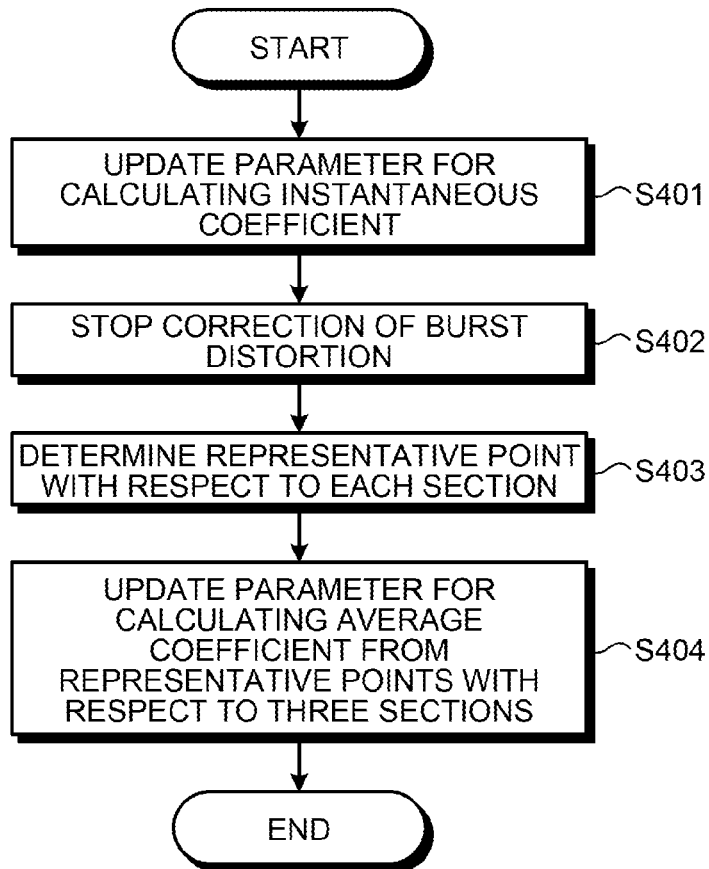 START
UPDATE PARAMETER FOR
CALCULATING INSTANTANEOUS
COEFFICIENT
S401
STOP CORRECTION OF BURST
DISTORTION
S402
DETERMINE REPRESENTATIVE POINT
WITH RESPECT TO EACH SECTION
S403
UPDATE PARAMETER FOR
CALCULATING AVERAGE
COEFFICIENT FROM
REPRESENTATIVE POINTS WITH
RESPECT TO THREE SECTIONS
S404
END